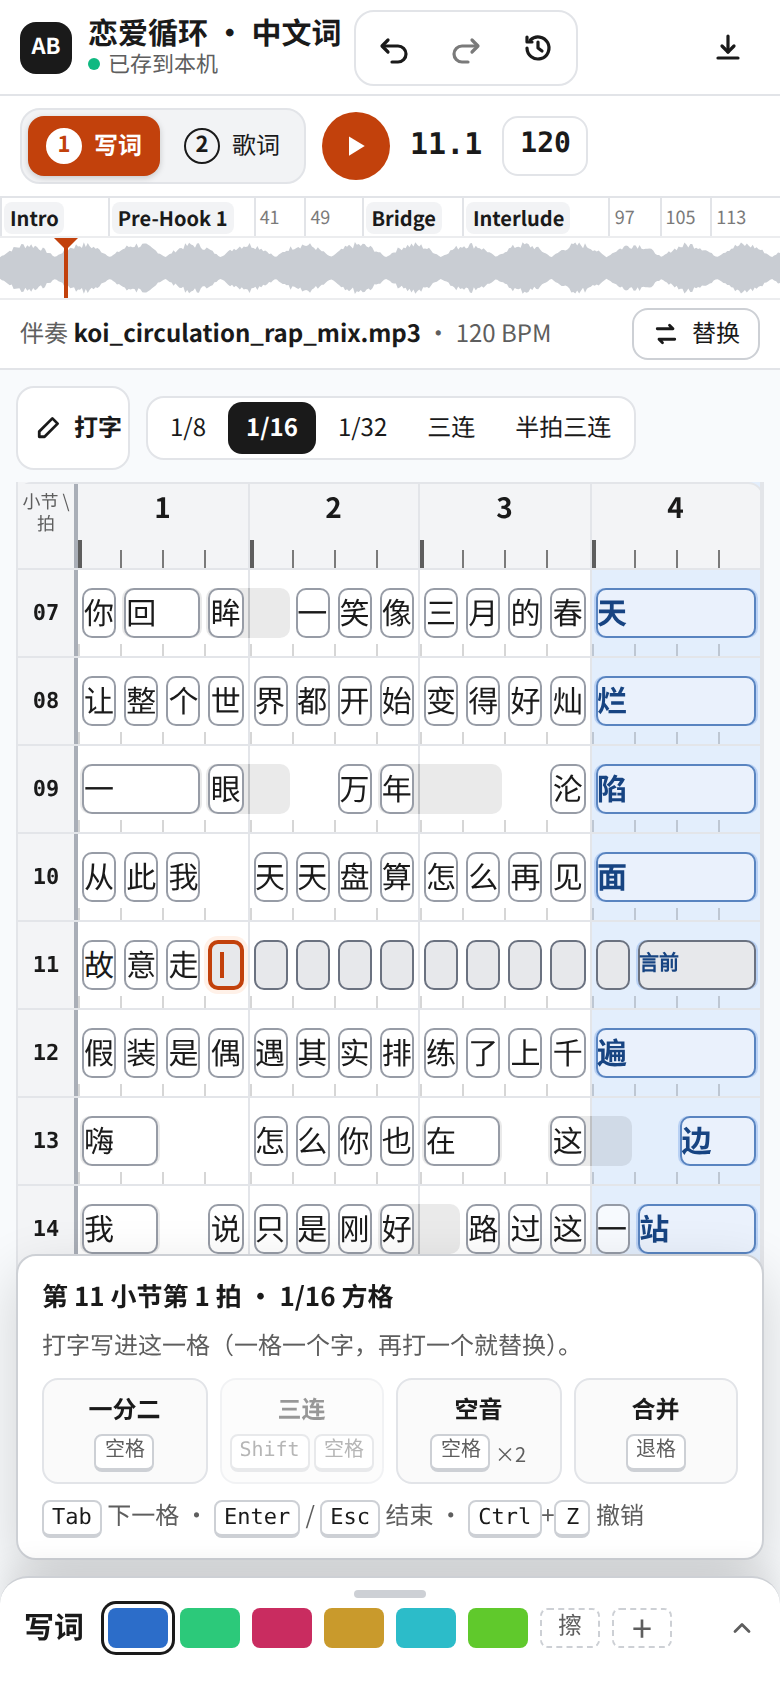 AB 恋爱循环 · 中文词
已存到本机
1 写词 2 歌词 11.1 120
Intro Pre-Hook 1 41 49 Bridge Interlude 97 105 113
伴奏 koi_circulation_rap_mix.mp3 · 120 BPM 替换
打字 1/8 1/16 1/32 三连 半拍三连
小节 \ 拍 1 2 3 4
07 你 回 眸 一 笑 像 三 月 的 春 天
08 让 整 个 世 界 都 开 始 变 得 好 灿 烂
09 一 眼 万 年 沦 陷
10 从 此 我 天 天 盘 算 怎 么 再 见 面
11 故 意 走 言前
12 假 装 是 偶 遇 其 实 排 练 了 上 千 遍
13 嗨 怎 么 你 也 在 这 边
14 我 说 只 是 刚 好 路 过 这 一 站
第 11 小节第 1 拍 · 1/16 方格
打字写进这一格（一格一个字，再打一个就替换）。
一分二 三连 空音 合并
空格 Shift 空格 空格 ×2 退格
Tab 下一格 · Enter / Esc 结束 · Ctrl+Z 撤销
写词 擦 +